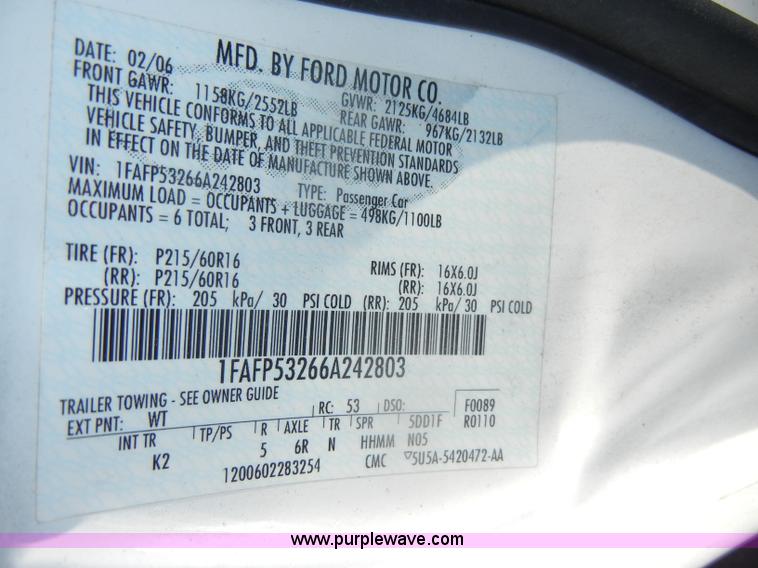 DATE: 02/06 MFD. BY FORD MOTOR CO.
FRONT GAWR: 1158KG/2552LB GVWR: 2125KG/4684LB
REAR GAWR: 967KG/2132LB
THIS VEHICLE CONFORMS TO ALL APPLICABLE FEDERAL MOTOR
VEHICLE SAFETY, BUMPER, AND THEFT PREVENTION STANDARDS
IN EFFECT ON THE DATE OF MANUFACTURE SHOWN ABOVE.
VIN: 1FAFP53266A242803 TYPE: Passenger Car
MAXIMUM LOAD = OCCUPANTS + LUGGAGE = 498KG/1100LB
OCCUPANTS = 6 TOTAL; 3 FRONT, 3 REAR
TIRE (FR): P215/60R16 RIMS (FR): 16X6.0J
(RR): P215/60R16 (RR): 16X6.0J
PRESSURE (FR): 205 kPa/ 30 PSI COLD (RR): 205 kPa/ 30 PSI COLD
1FAFP53266A242803
TRAILER TOWING - SEE OWNER GUIDE
EXT PNT: WT RC: 53 DSO: F0089
INT TR TP/PS R AXLE TR SPR 5DD1F R0110
K2 5 6R N HHMM N05
1200602283254 CMC ▽5U5A-5420472-AA
www.purplewave.com